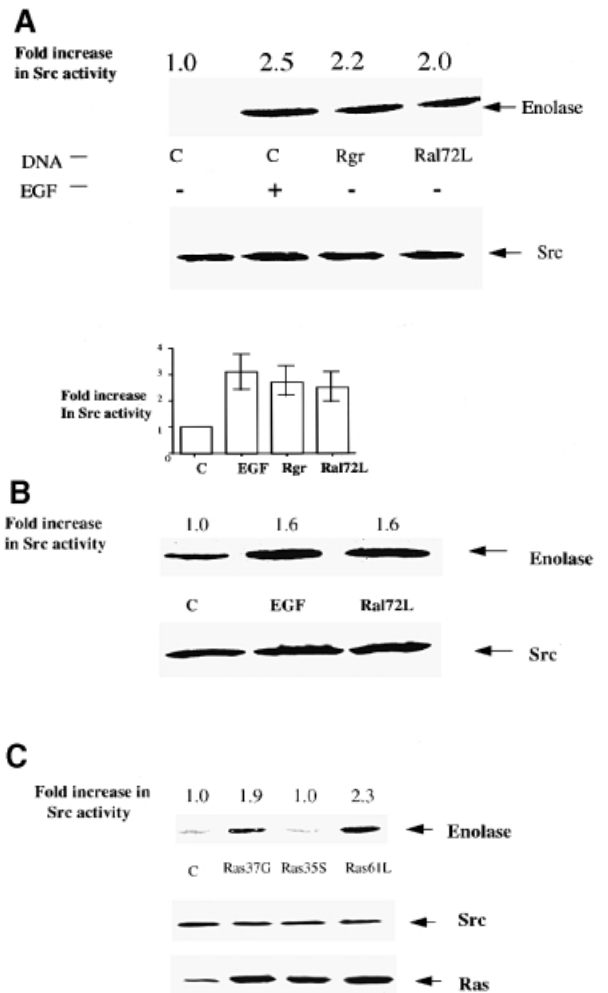 A
Fold increase
in Src activity
1.0 2.5 2.2 2.0
Enolase
DNA — C C Rgr Ral72L
EGF — - + - -
Src
4
3
2
1
0
Fold increase
In Src activity
C EGF Rgr Ral72L
B
Fold increase
in Src activity
1.0 1.6 1.6
Enolase
C EGF Ral72L
Src
C
Fold increase in
Src activity
1.0 1.9 1.0 2.3
Enolase
C Ras37G Ras35S Ras61L
Src
Ras